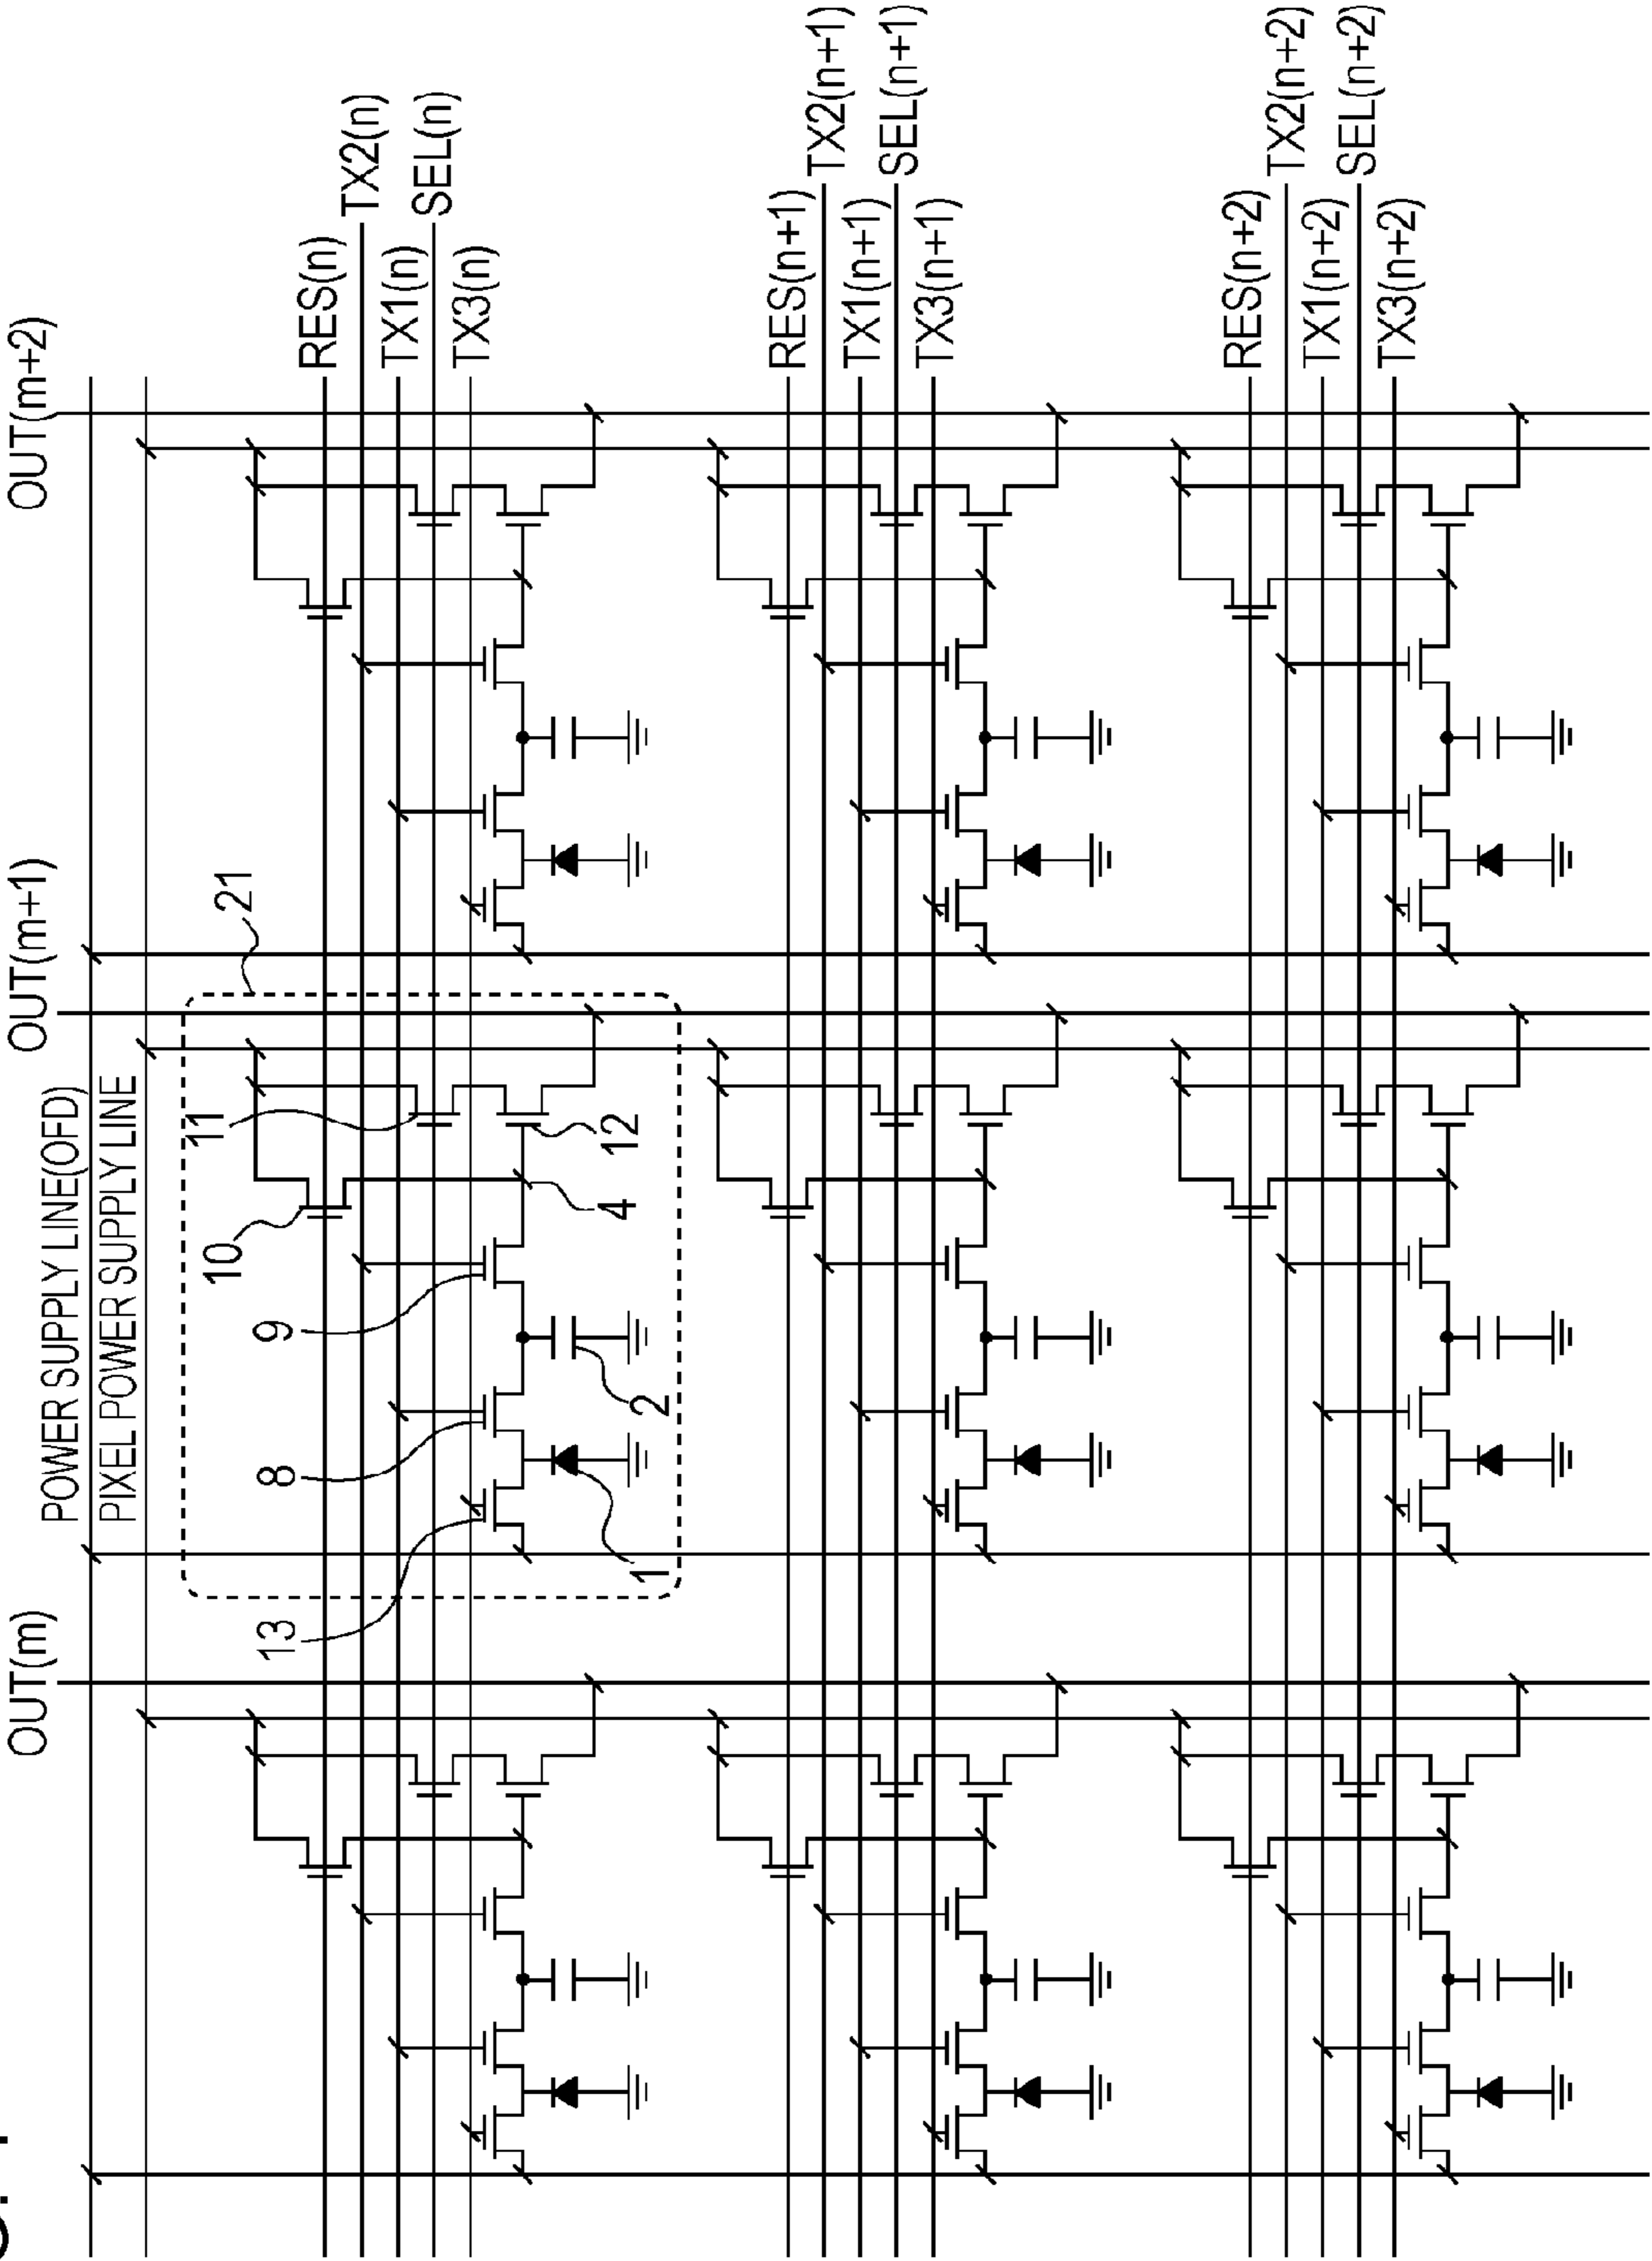 OUT(m)
OUT(m+1)
OUT(m+2)
POWER SUPPLY LINE(OFD)
PIXEL POWER SUPPLY LINE
21
10
11
RES(n)
TX2(n)
TX1(n)
SEL(n)
TX3(n)
13
8
9
1
2
4
12
RES(n+1)
TX2(n+1)
TX1(n+1)
SEL(n+1)
TX3(n+1)
RES(n+2)
TX2(n+2)
TX1(n+2)
SEL(n+2)
TX3(n+2)